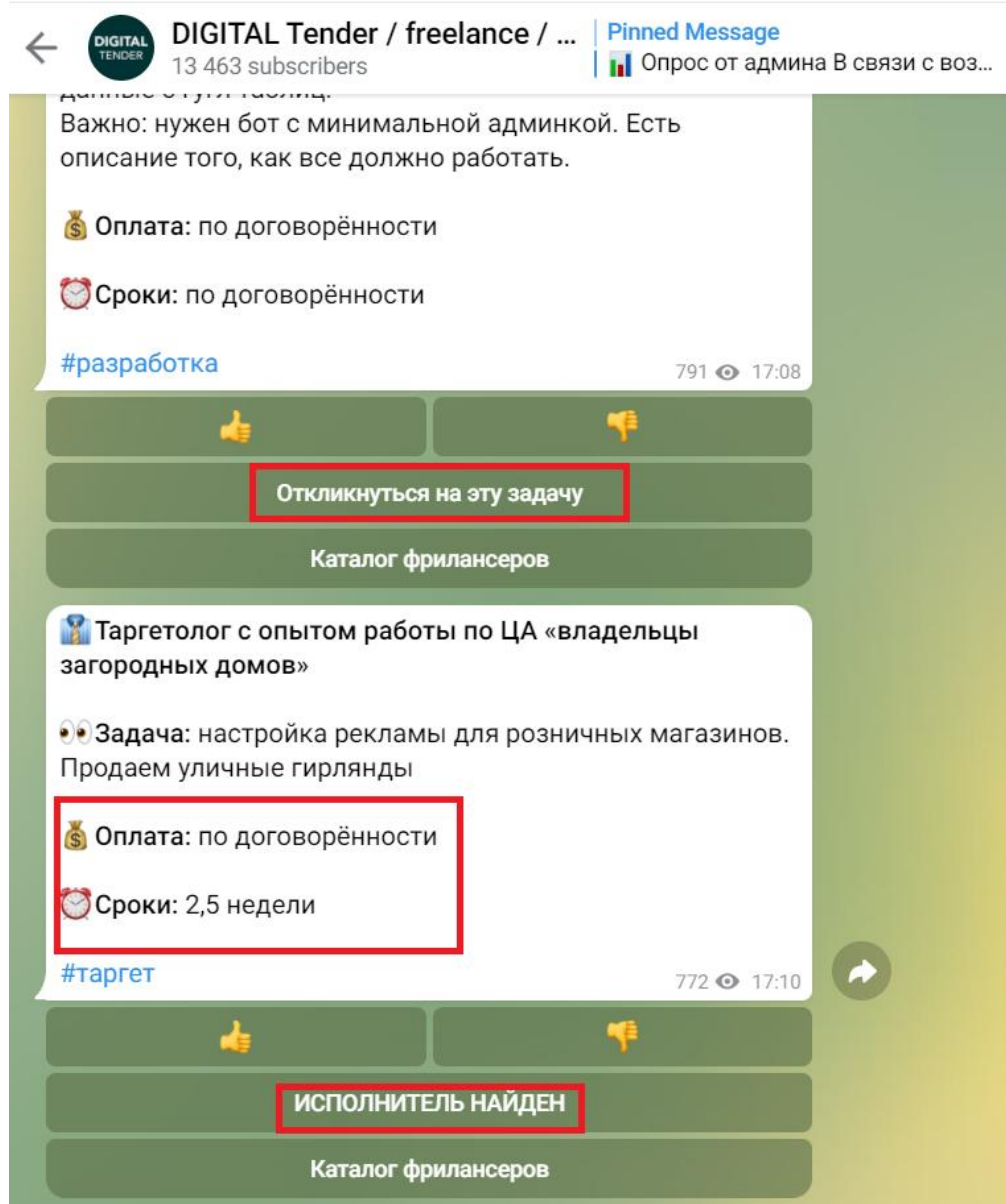 DIGITAL TENDER
DIGITAL Tender / freelance / ...
13 463 subscribers
Pinned Message
Опрос от админа В связи с воз...
Важно: нужен бот с минимальной админкой. Есть
описание того, как все должно работать.
Оплата: по договорённости
Сроки: по договорённости
#разработка
791 17:08
Откликнуться на эту задачу
Каталог фрилансеров
Таргетолог с опытом работы по ЦА «владельцы
загородных домов»
Задача: настройка рекламы для розничных магазинов.
Продаем уличные гирлянды
Оплата: по договорённости
Сроки: 2,5 недели
#таргет
772 17:10
ИСПОЛНИТЕЛЬ НАЙДЕН
Каталог фрилансеров